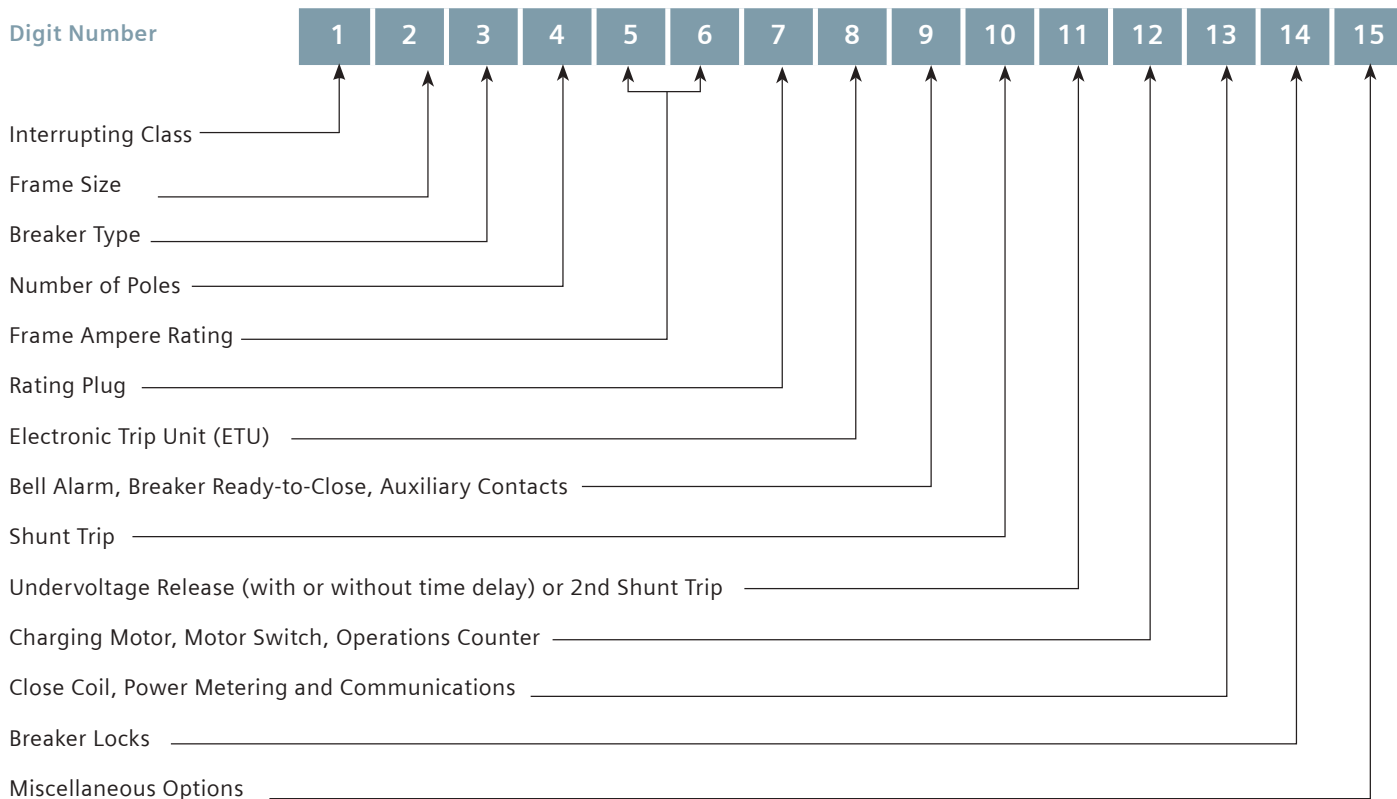 Digit Number 1 2 3 4 5 6 7 8 9 10 11 12 13 14 15
Interrupting Class
Frame Size
Breaker Type
Number of Poles
Frame Ampere Rating
Rating Plug
Electronic Trip Unit (ETU)
Bell Alarm, Breaker Ready-to-Close, Auxiliary Contacts
Shunt Trip
Undervoltage Release (with or without time delay) or 2nd Shunt Trip
Charging Motor, Motor Switch, Operations Counter
Close Coil, Power Metering and Communications
Breaker Locks
Miscellaneous Options